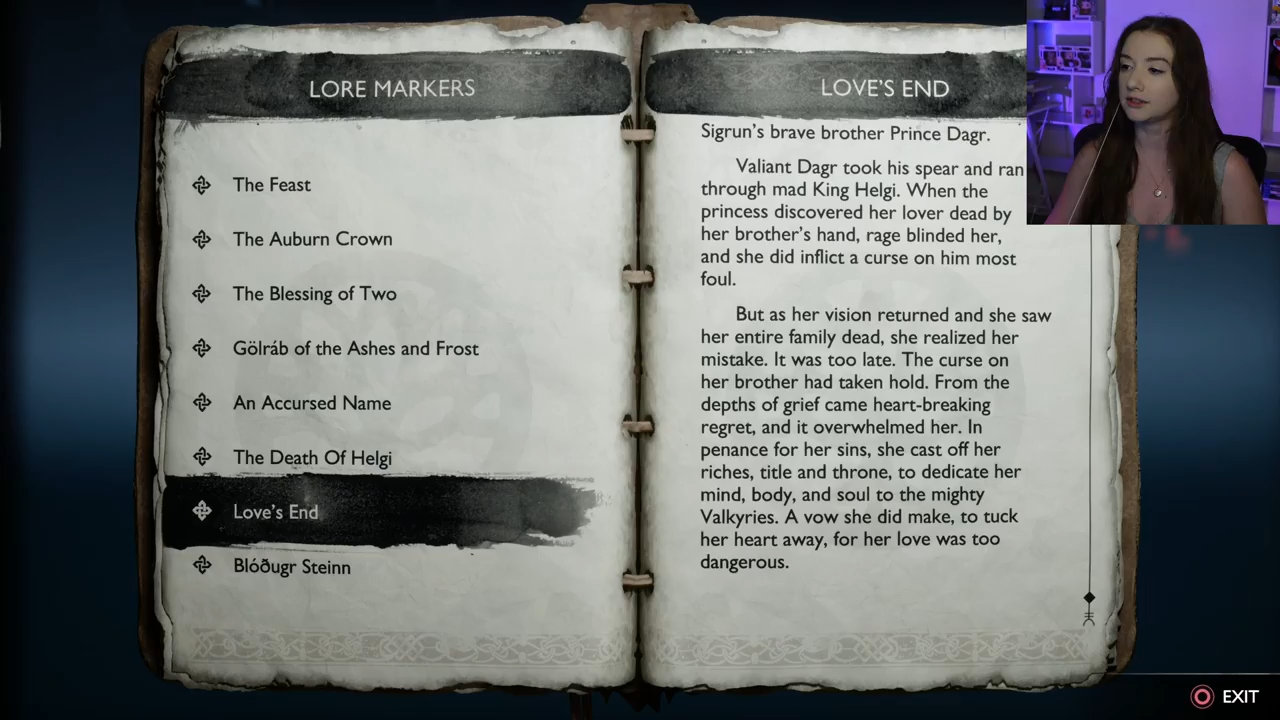 LORE MARKERS
The Feast
The Auburn Crown
The Blessing of Two
Gölráb of the Ashes and Frost
An Accursed Name
The Death Of Helgi
Love's End
Blóðugr Steinn
LOVE'S END
Sigrun's brave brother Prince Dagr.
Valiant Dagr took his spear and ran
through mad King Helgi. When the
princess discovered her lover dead by
her brother's hand, rage blinded her,
and she did inflict a curse on him most
foul.
But as her vision returned and she saw
her entire family dead, she realized her
mistake. It was too late. The curse on
her brother had taken hold. From the
depths of grief came heart-breaking
regret, and it overwhelmed her. In
penance for her sins, she cast off her
riches, title and throne, to dedicate her
mind, body, and soul to the mighty
Valkyries. A vow she did make, to tuck
her heart away, for her love was too
dangerous.
EXIT